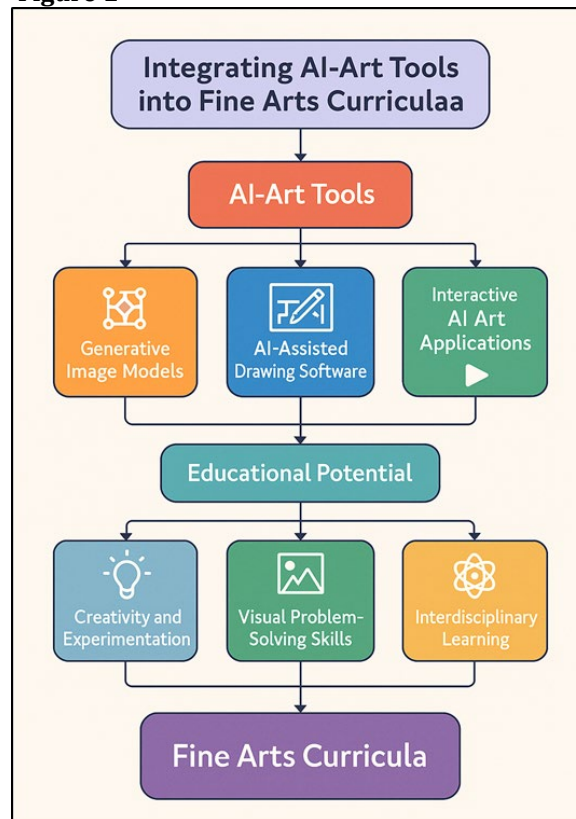 Integrating AI-Art Tools
into Fine Arts Curriculaa
AI-Art Tools
Generative
Image Models
AI-Assisted
Drawing Software
Interactive
AI Art
Applications
Educational Potential
Creativity and
Experimentation
Visual Problem-
Solving Skills
Interdisciplinary
Learning
Fine Arts Curricula